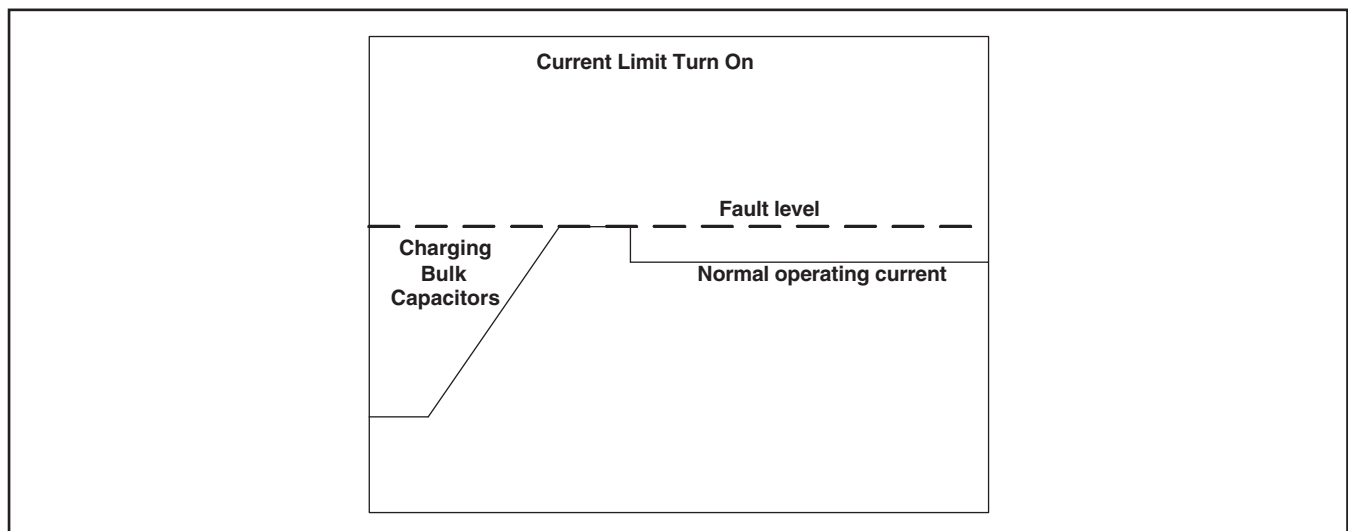 Current Limit Turn On
Fault level
Charging
Bulk
Capacitors
Normal operating current